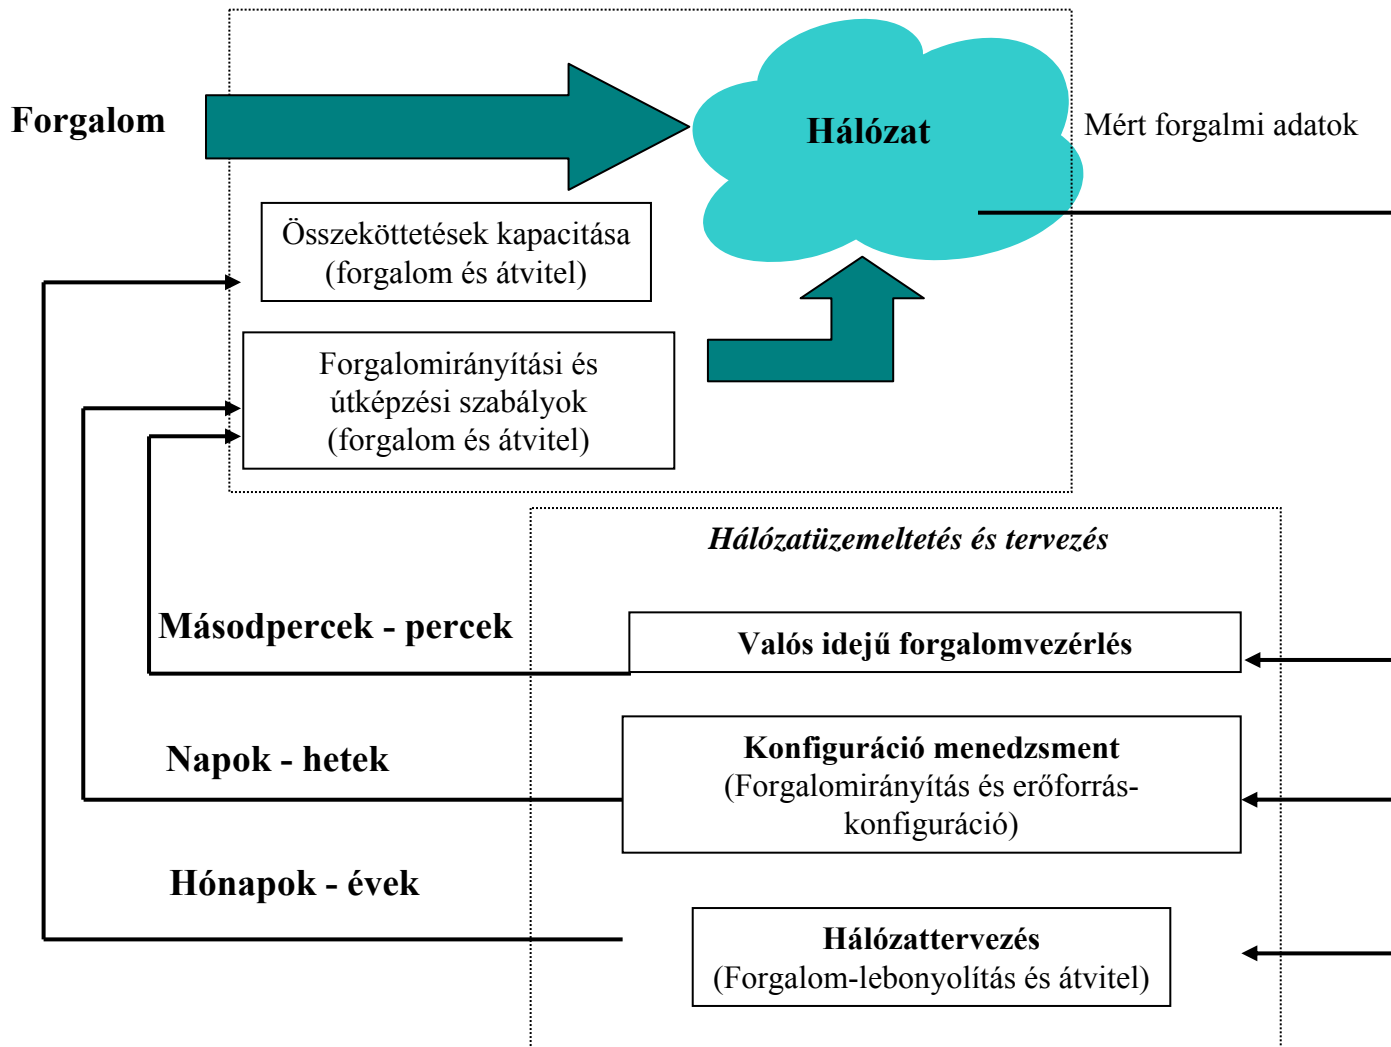 Forgalom
Hálózat
Mért forgalmi adatok
Összeköttetések kapacitása
(forgalom és átvitel)
Forgalomirányítási és
útképzési szabályok
(forgalom és átvitel)
Hálózatüzemeltetés és tervezés
Másodpercek - percek
Valós idejű forgalomvezérlés
Napok - hetek
Konfiguráció menedzsment
(Forgalomirányítás és erőforrás-
konfiguráció)
Hónapok - évek
Hálózattervezés
(Forgalom-lebonyolítás és átvitel)